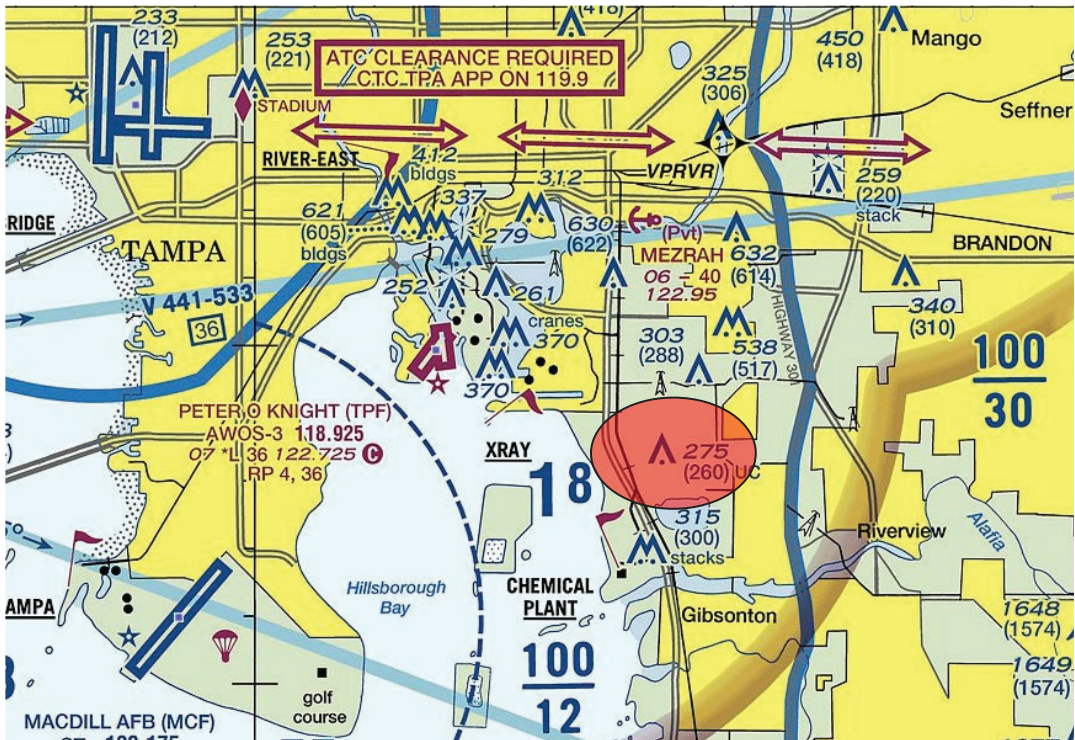 233
(212)
253
(221)
STADIUM
ATC CLEARANCE REQUIRED
CTC TPA APP ON 119.9
(418)
450
(418)
Mango
325
(306)
Seffner
RIVER-EAST
412
bldgs
VPRVR
259
(220)
stack
337
312
621
(605)
bldgs
279
630
(622)
(Pvt)
MEZRAH
06 - 40
122.95
632
(614)
BRANDON
RIDGE
TAMPA
V 441-533
36
252
261
cranes
370
370
303
(288)
538
(517)
HIGHWAY 301
340
(310)
100
30
PETER O KNIGHT (TPF)
AWOS-3 118.925
07 *L 36 122.725 C
RP 4, 36
XRAY
18
275
(260) UC
315
(300)
stacks
Riverview
Alafia
AMPA
Hillsborough
Bay
CHEMICAL
PLANT
Gibsonton
100
12
1648
(1574)
1649
(1574)
golf
course
MACDILL AFB (MCF)